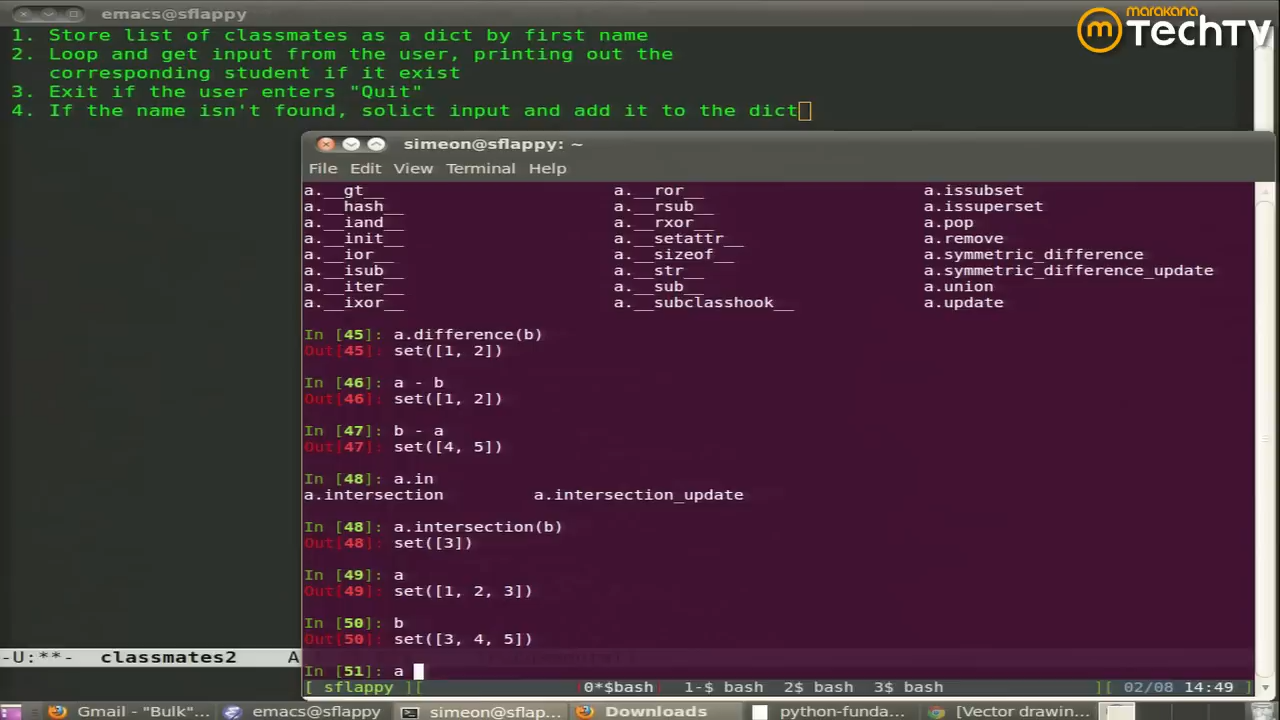 emacs@sflappy
marakana
TechTV
1. Store list of classmates as a dict by first name
2. Loop and get input from the user, printing out the
corresponding student if it exist
3. Exit if the user enters "Quit"
4. If the name isn't found, solict input and add it to the dict
simeon@sflappy: ~
File Edit View Terminal Help
a.__gt__ a.__ror__ a.issubset
a.__hash__ a.__rsub__ a.issuperset
a.__iand__ a.__rxor__ a.pop
a.__init__ a.__setattr__ a.remove
a.__ior__ a.__sizeof__ a.symmetric_difference
a.__isub__ a.__str__ a.symmetric_difference_update
a.__iter__ a.__sub__ a.union
a.__ixor__ a.__subclasshook__ a.update
In [45]: a.difference(b)
Out[45]: set([1, 2])
In [46]: a - b
Out[46]: set([1, 2])
In [47]: b - a
Out[47]: set([4, 5])
In [48]: a.in
a.intersection a.intersection_update
In [48]: a.intersection(b)
Out[48]: set([3])
In [49]: a
Out[49]: set([1, 2, 3])
In [50]: b
Out[50]: set([3, 4, 5])
In [51]: a
-U:**- classmates2 A
[ sflappy ][ 0*$bash 1-$ bash 2$ bash 3$ bash ][ 02/08 14:49 ]
Gmail - "Bulk"... emacs@sflappy simeon@sflap... Downloads python-funda... [Vector drawin...